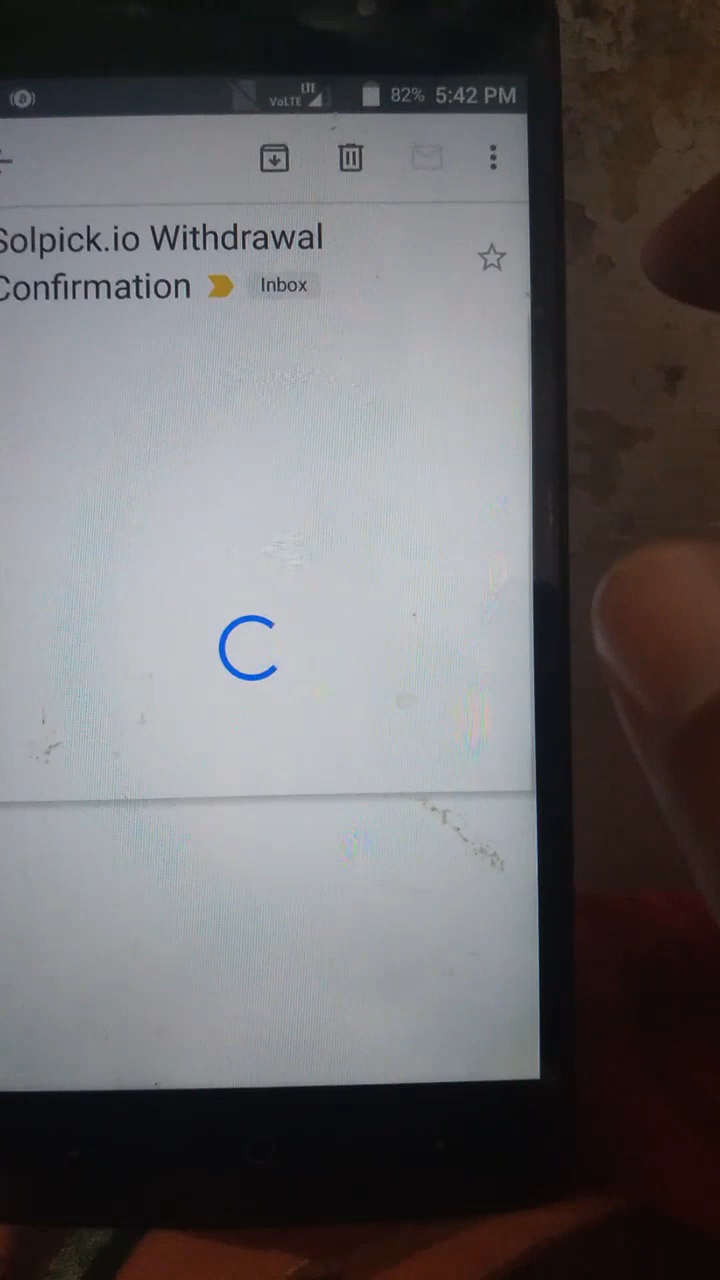 LTE
VoLTE
82% 5:42 PM
Solpick.io Withdrawal
Confirmation
Inbox